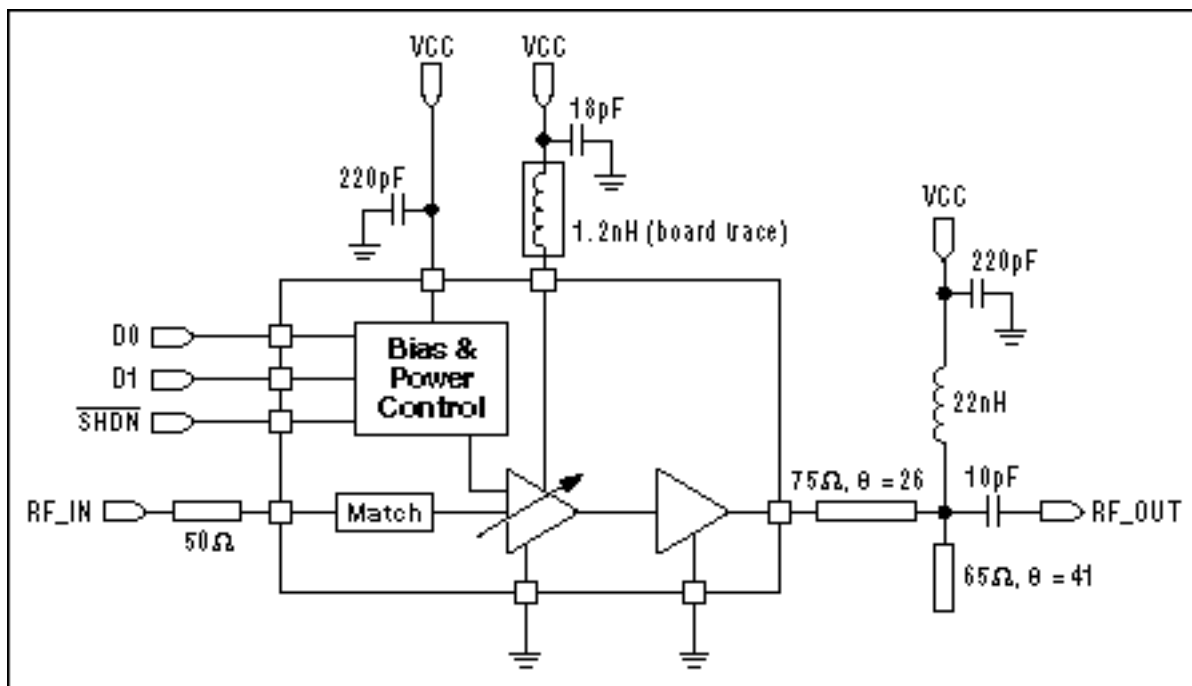 VCC
VCC
18pF
220pF
1.2nH (board trace)
VCC
220pF
D0
D1
SHDN
Bias &
Power
Control
22nH
75Ω, θ = 26
10pF
RF_IN
Match
RF_OUT
50Ω
65Ω, θ = 41